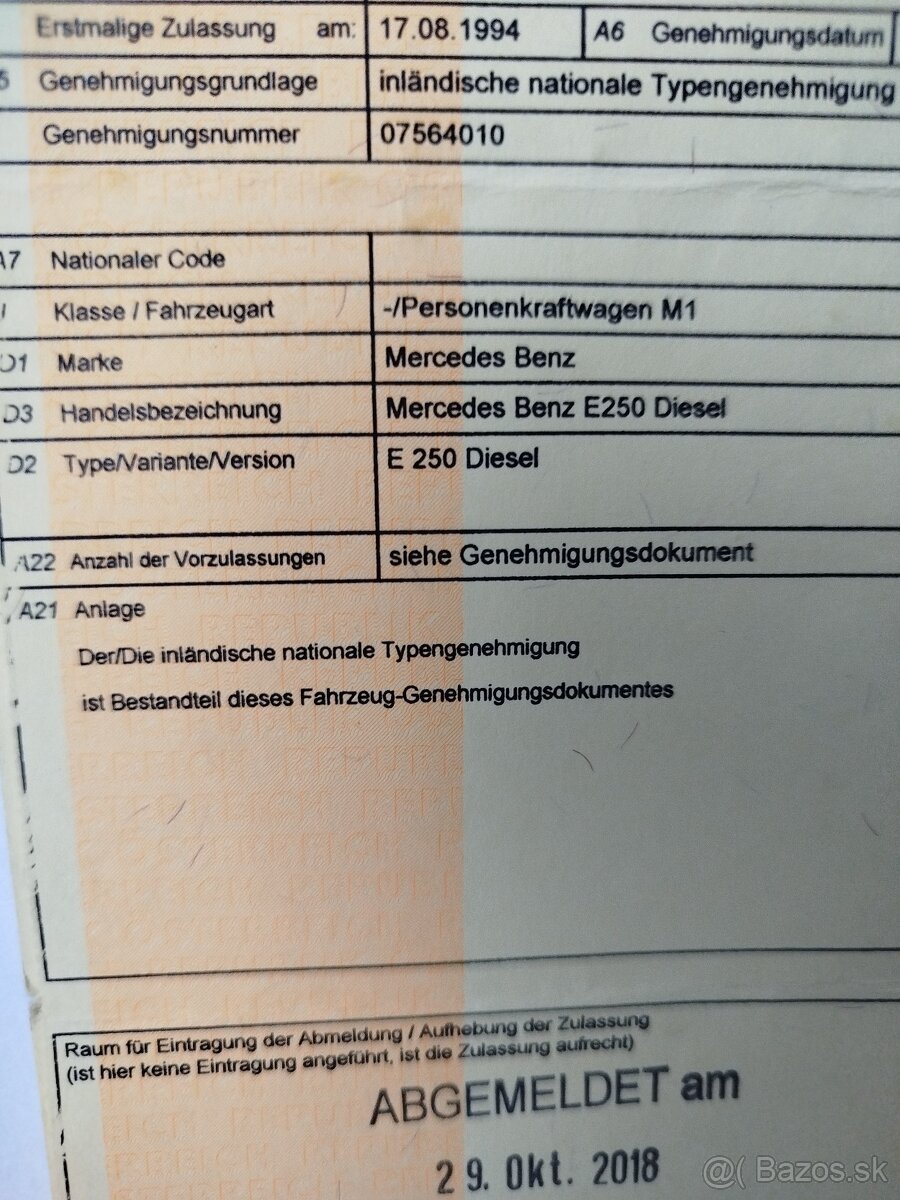 Erstmalige Zulassung am: 17.08.1994 A6 Genehmigungsdatum
Genehmigungsgrundlage inländische nationale Typengenehmigung
Genehmigungsnummer 07564010
A7 Nationaler Code
Klasse / Fahrzeugart -/Personenkraftwagen M1
D1 Marke Mercedes Benz
D3 Handelsbezeichnung Mercedes Benz E250 Diesel
D2 Type/Variante/Version E 250 Diesel
A22 Anzahl der Vorzulassungen siehe Genehmigungsdokument
A21 Anlage
Der/Die inländische nationale Typengenehmigung
ist Bestandteil dieses Fahrzeug-Genehmigungsdokumentes
Raum für Eintragung der Abmeldung / Aufhebung der Zulassung
(ist hier keine Eintragung angeführt, ist die Zulassung aufrecht)
ABGEMELDET am
29. Okt. 2018
@( Bazos.sk